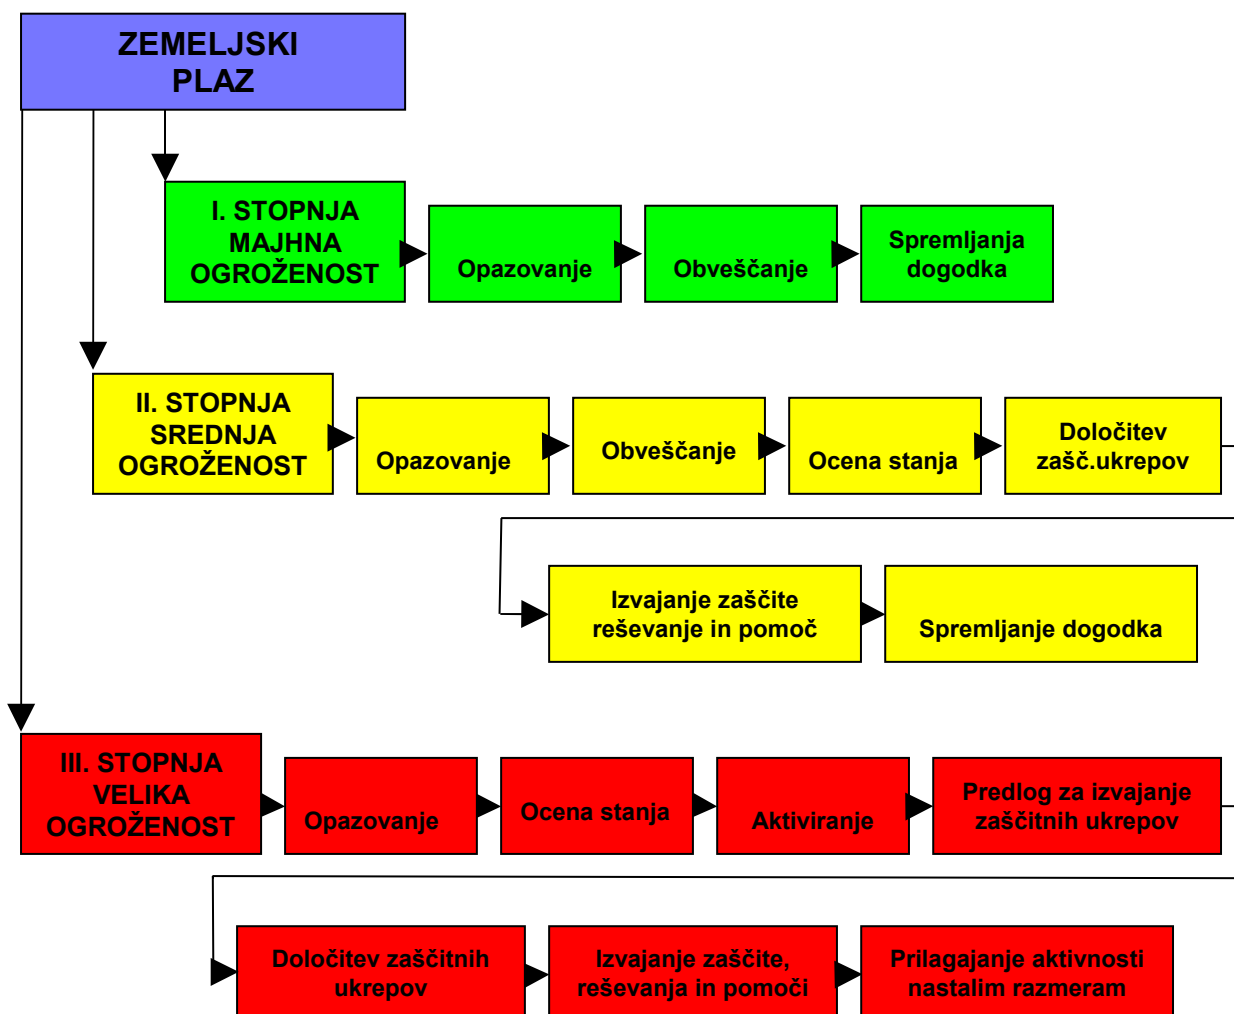 ZEMELJSKI
PLAZ
I. STOPNJA
MAJHNA
OGROŽENOST
Opazovanje
Obveščanje
Spremljanja
dogodka
II. STOPNJA
SREDNJA
OGROŽENOST
Opazovanje
Obveščanje
Ocena stanja
Določitev
zašč.ukrepov
Izvajanje zaščite
reševanje in pomoč
Spremljanje dogodka
III. STOPNJA
VELIKA
OGROŽENOST
Opazovanje
Ocena stanja
Aktiviranje
Predlog za izvajanje
zaščitnih ukrepov
Določitev zaščitnih
ukrepov
Izvajanje zaščite,
reševanja in pomoči
Prilagajanje aktivnosti
nastalim razmeram